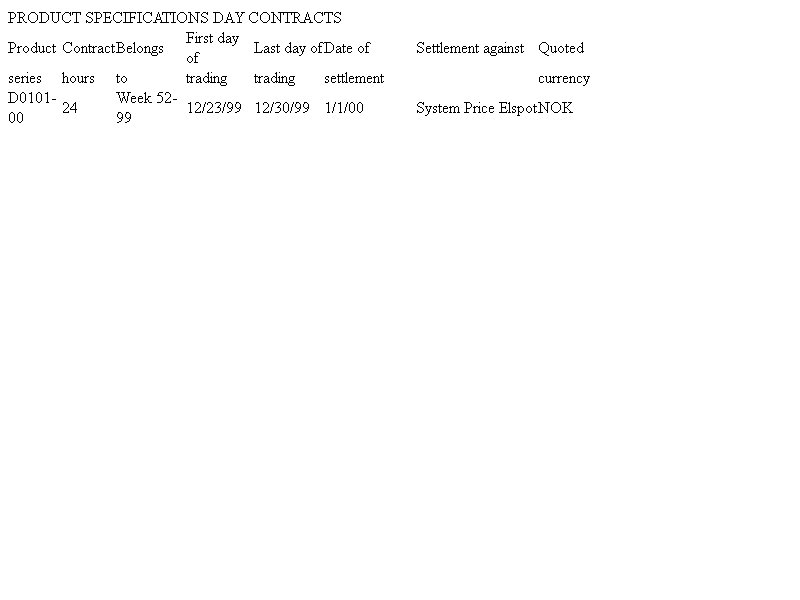 PRODUCT SPECIFICATIONS DAY CONTRACTS
Product Contract Belongs First day of Last day of Date of Settlement against Quoted
series hours to trading trading settlement currency
D0101-00 24 Week 52-99 12/23/99 12/30/99 1/1/00 System Price Elspot NOK